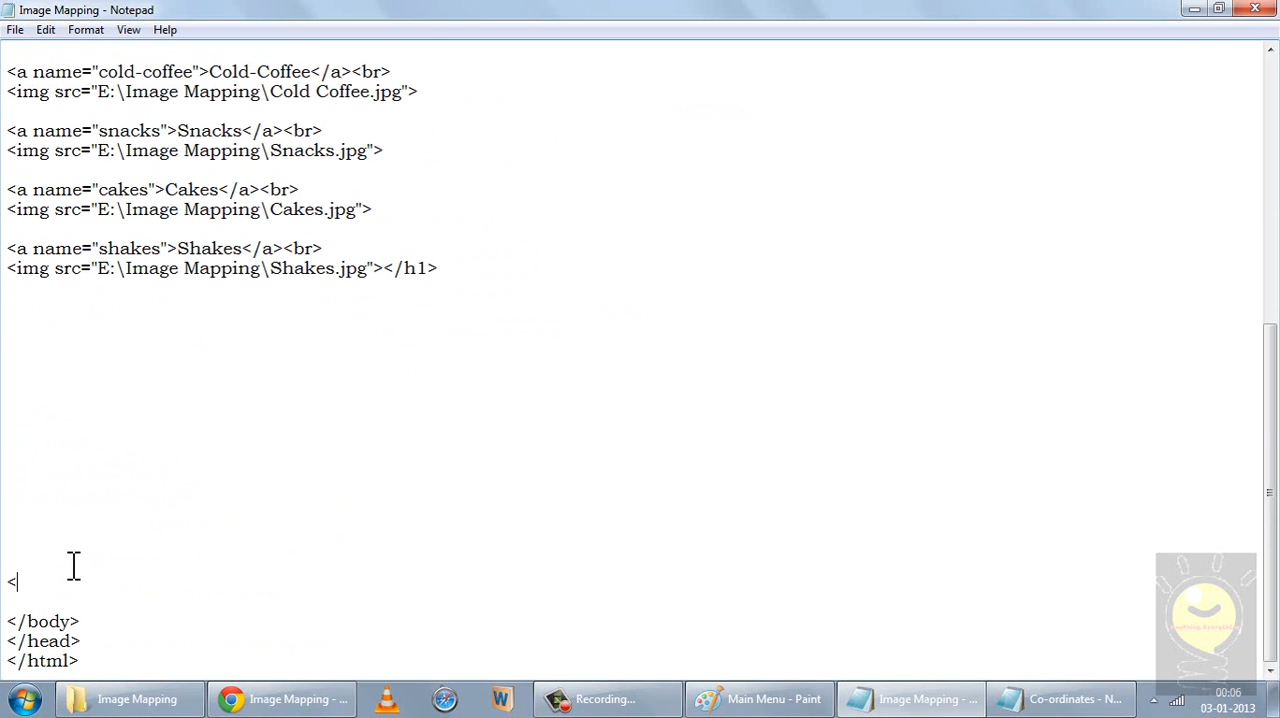 Image Mapping - Notepad
File Edit Format View Help
<a name="cold-coffee">Cold-Coffee</a><br>
<img src="E:\Image Mapping\Cold Coffee.jpg">
<a name="snacks">Snacks</a><br>
<img src="E:\Image Mapping\Snacks.jpg">
<a name="cakes">Cakes</a><br>
<img src="E:\Image Mapping\Cakes.jpg">
<a name="shakes">Shakes</a><br>
<img src="E:\Image Mapping\Shakes.jpg"></h1>
<
</body>
</head>
</html>
Image Mapping Image Mapping - ... Recording... Main Menu - Paint Image Mapping - ... Co-ordinates - N... 00:06
03-01-2013